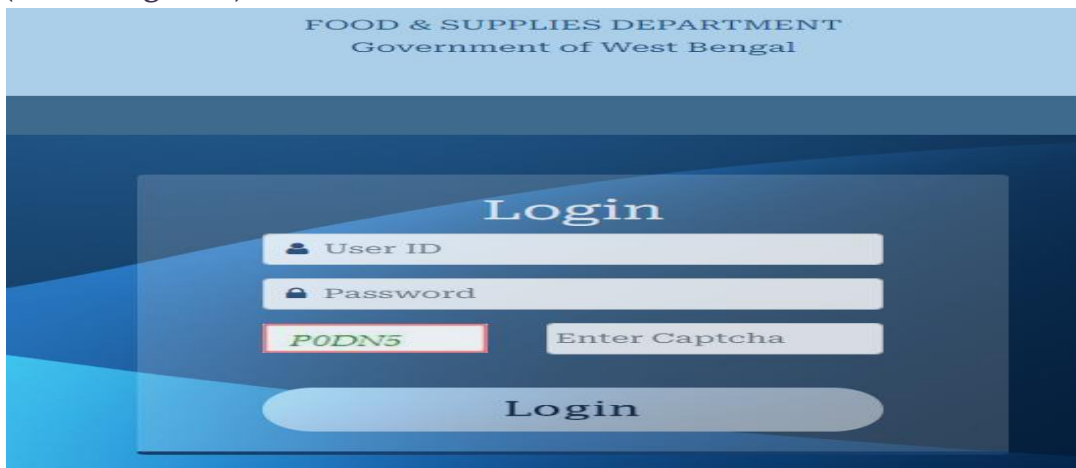 FOOD & SUPPLIES DEPARTMENT
Government of West Bengal
Login
User ID
Password
P0DN5
Enter Captcha
Login